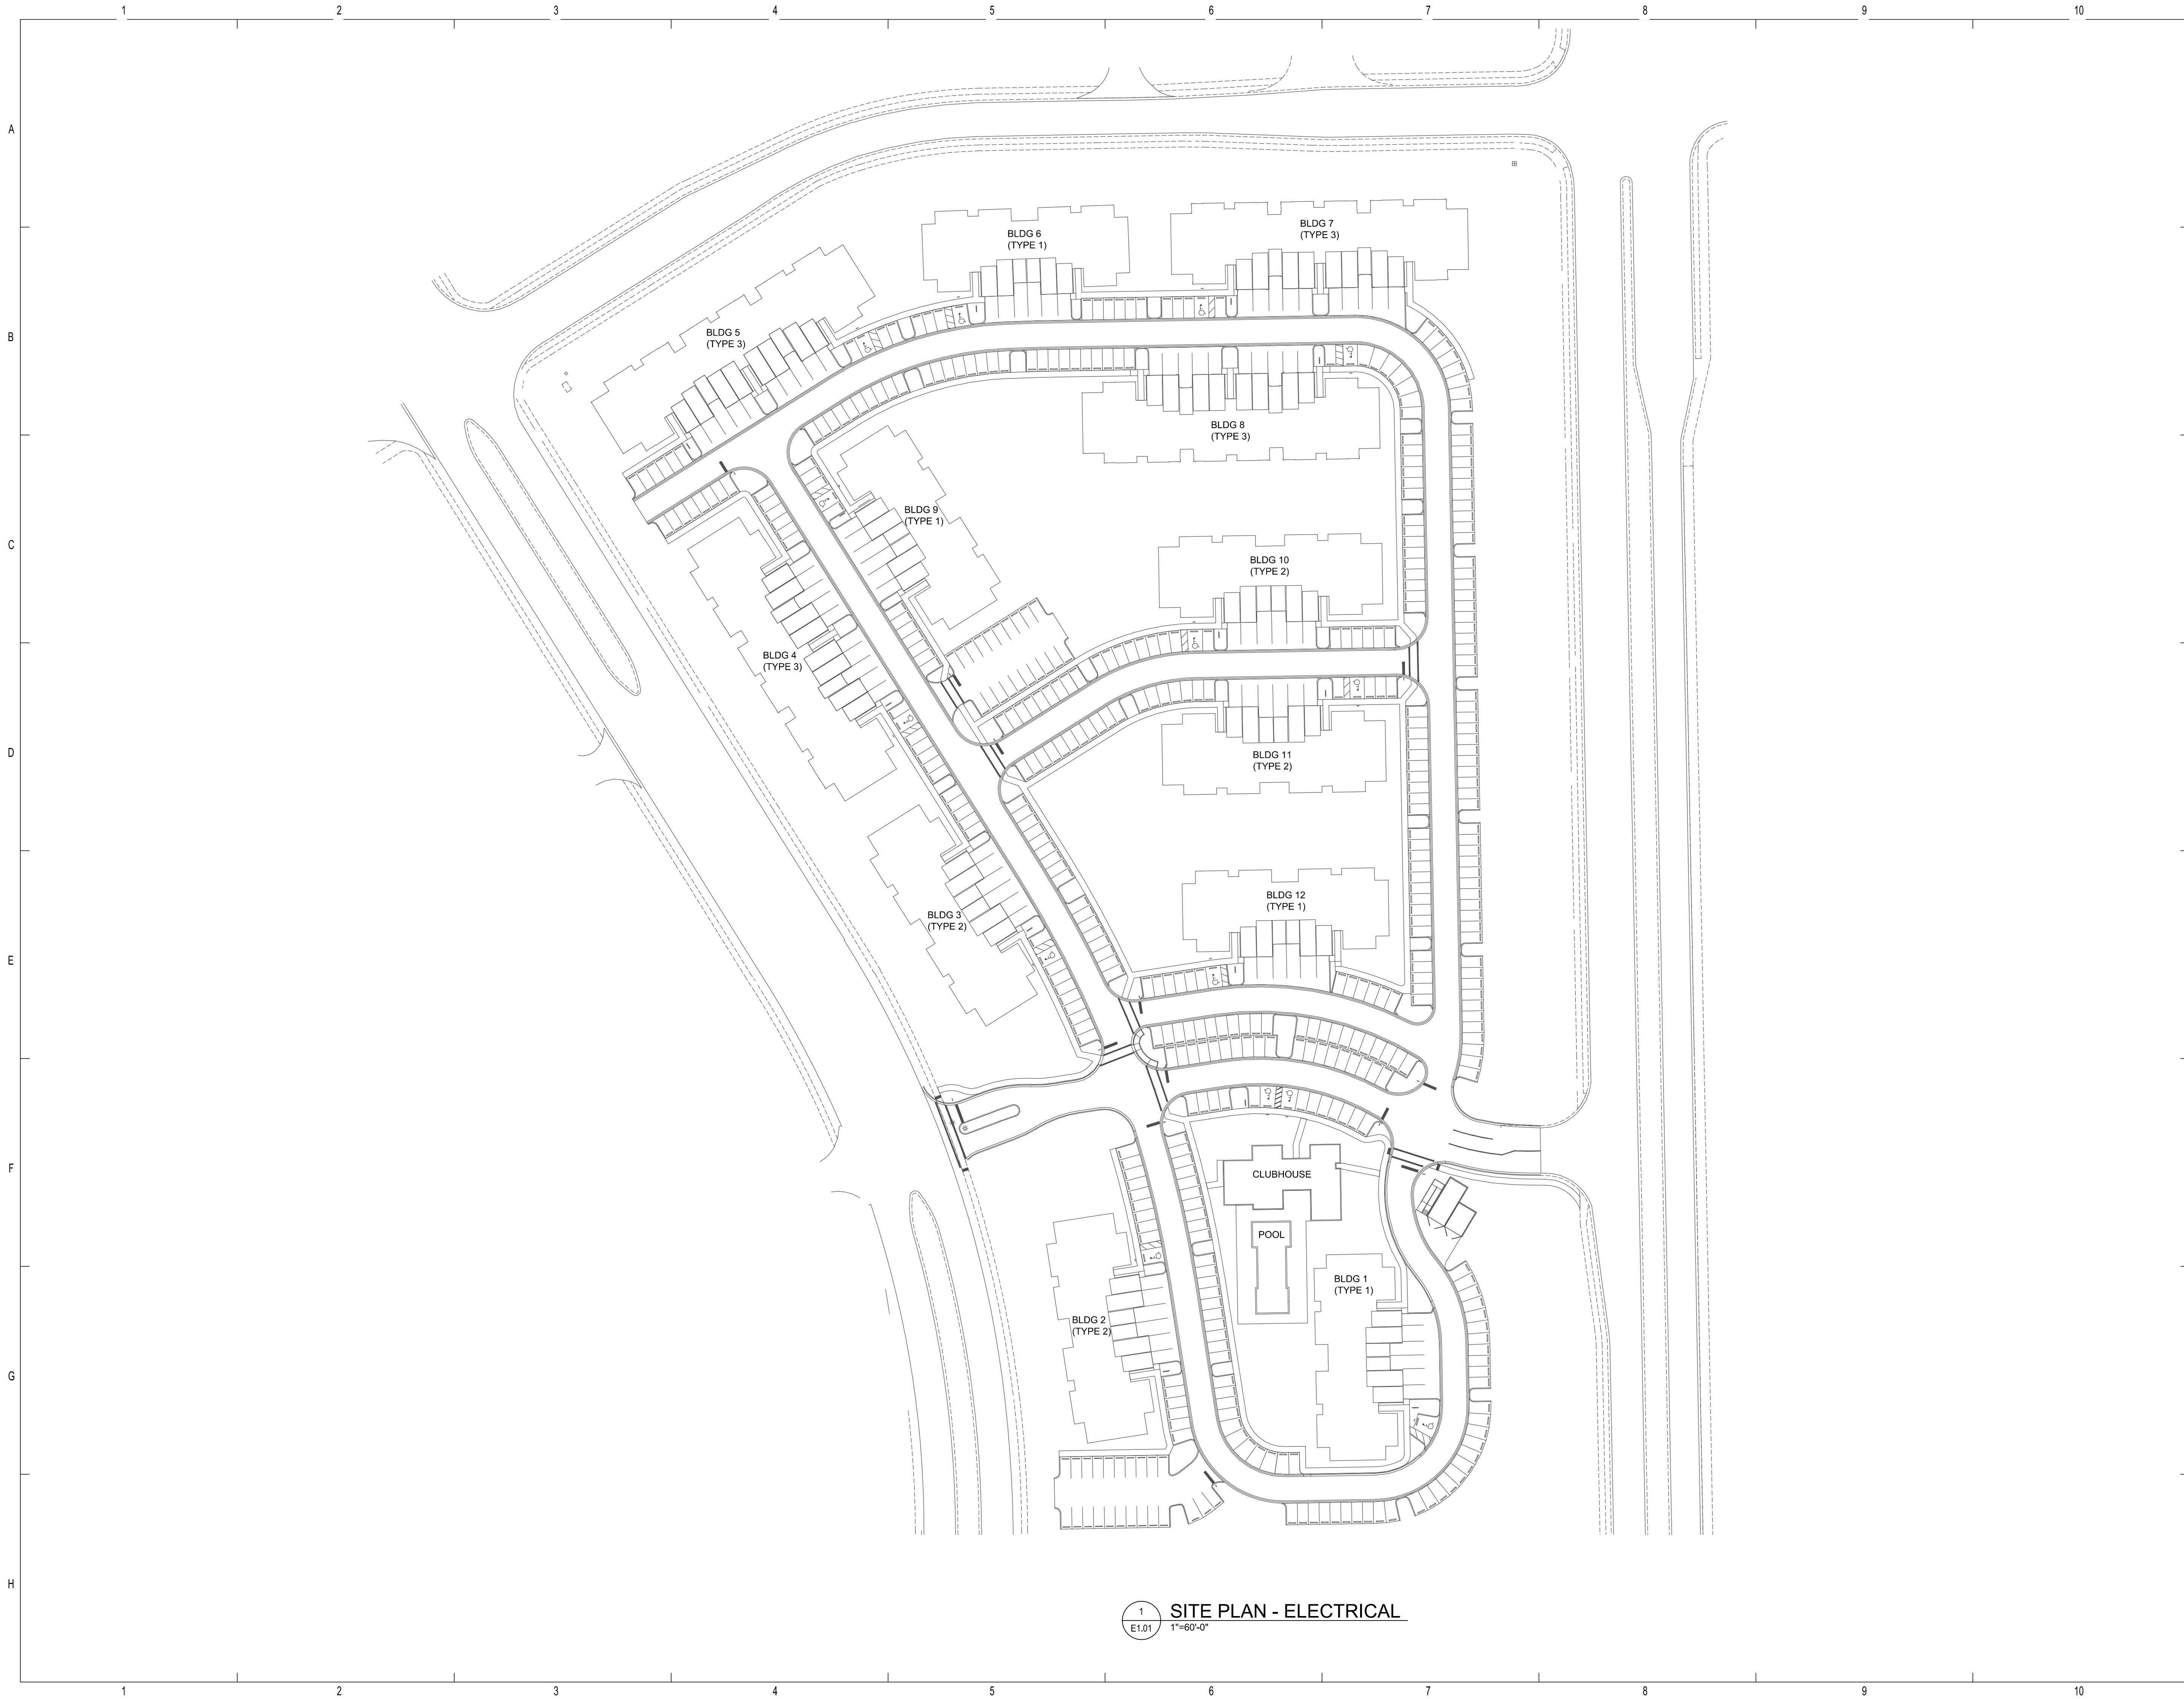 1 2 3 4 5 6 7 8 9 10
A
BLDG 7
(TYPE 3)
BLDG 6
(TYPE 1)
B
BLDG 5
(TYPE 3)
BLDG 8
(TYPE 3)
BLDG 9
(TYPE 1)
C
BLDG 10
(TYPE 2)
BLDG 4
(TYPE 3)
D
BLDG 11
(TYPE 2)
BLDG 12
(TYPE 1)
BLDG 3
(TYPE 2)
E
F
CLUBHOUSE
POOL
BLDG 1
(TYPE 1)
BLDG 2
(TYPE 2)
G
H
1
E1.01
SITE PLAN - ELECTRICAL
1"=60'-0"
1 2 3 4 5 6 7 8 9 10